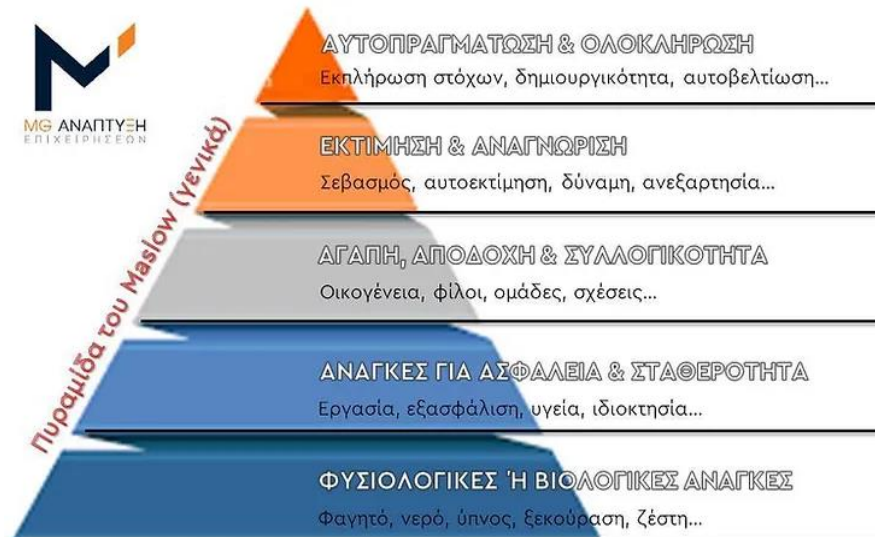 MG ΑΝΑΠΤΥΞΗ
ΕΠΙΧΕΙΡΗΣΕΩΝ
Πυραμίδα του Maslow (γενικά)
ΑΥΤΟΠΡΑΓΜΑΤΩΣΗ & ΟΛΟΚΛΗΡΩΣΗ
Εκπλήρωση στόχων, δημιουργικότητα, αυτοβελτίωση...
ΕΚΤΙΜΗΣΗ & ΑΝΑΓΝΩΡΙΣΗ
Σεβασμός, αυτοεκτίμηση, δύναμη, ανεξαρτησία...
ΑΓΑΠΗ, ΑΠΟΔΟΧΗ & ΣΥΛΛΟΓΙΚΟΤΗΤΑ
Οικογένεια, φίλοι, ομάδες, σχέσεις...
ΑΝΑΓΚΕΣ ΓΙΑ ΑΣΦΑΛΕΙΑ & ΣΤΑΘΕΡΟΤΗΤΑ
Εργασία, εξασφάλιση, υγεία, ιδιοκτησία...
ΦΥΣΙΟΛΟΓΙΚΕΣ Ή ΒΙΟΛΟΓΙΚΕΣ ΑΝΑΓΚΕΣ
Φαγητό, νερό, ύπνος, ξεκούραση, ζέστη...